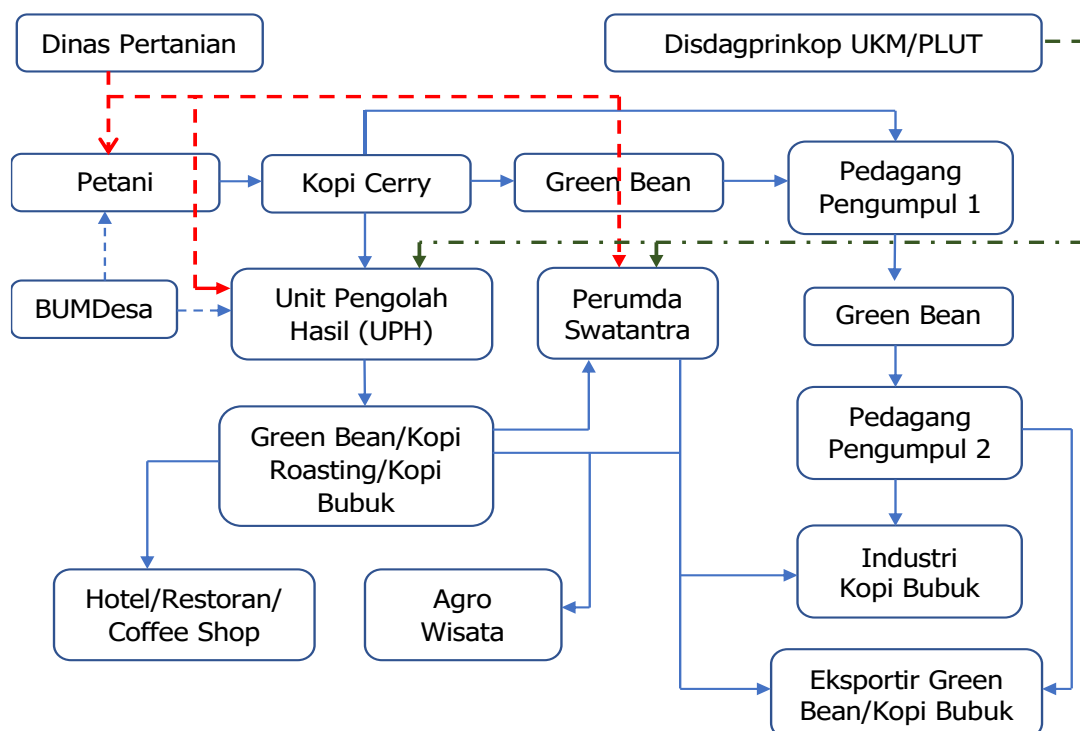 Dinas Pertanian
Disdagprinkop UKM/PLUT
Petani
Kopi Cerry
Green Bean
Pedagang
Pengumpul 1
BUMDesa
Unit Pengolah
Hasil (UPH)
Perumda
Swatantra
Green Bean
Green Bean/Kopi
Roasting/Kopi
Bubuk
Pedagang
Pengumpul 2
Hotel/Restoran/
Coffee Shop
Agro
Wisata
Industri
Kopi Bubuk
Eksportir Green
Bean/Kopi Bubuk